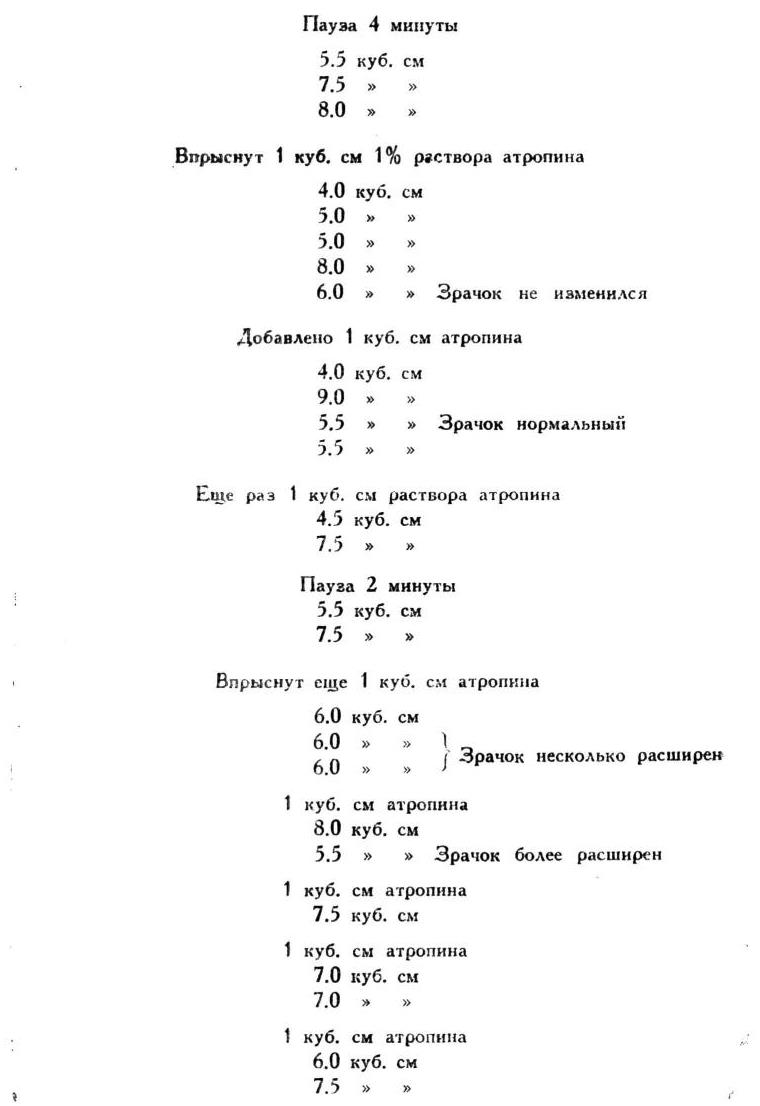 Пауза 4 минуты
5.5 куб. см
7.5 » »
8.0 » »
Впрыснут 1 куб. см 1% раствора атропина
4.0 куб. см
5.0 » »
5.0 » »
8.0 » »
6.0 » » Зрачок не изменился
Добавлено 1 куб. см атропина
4.0 куб. см
9.0 » »
5.5 » » Зрачок нормальный
5.5 » »
Еще раз 1 куб. см раствора атропина
4.5 куб. см
7.5 » »
Пауза 2 минуты
5.5 куб. см
7.5 » »
Впрыснут еще 1 куб. см атропина
6.0 куб. см
6.0 » »
6.0 » » } Зрачок несколько расширен
1 куб. см атропина
8.0 куб. см
5.5 » » Зрачок более расширен
1 куб. см атропина
7.5 куб. см
1 куб. см атропина
7.0 куб. см
7.0 » »
1 куб. см атропина
6.0 куб. см
7.5 » »